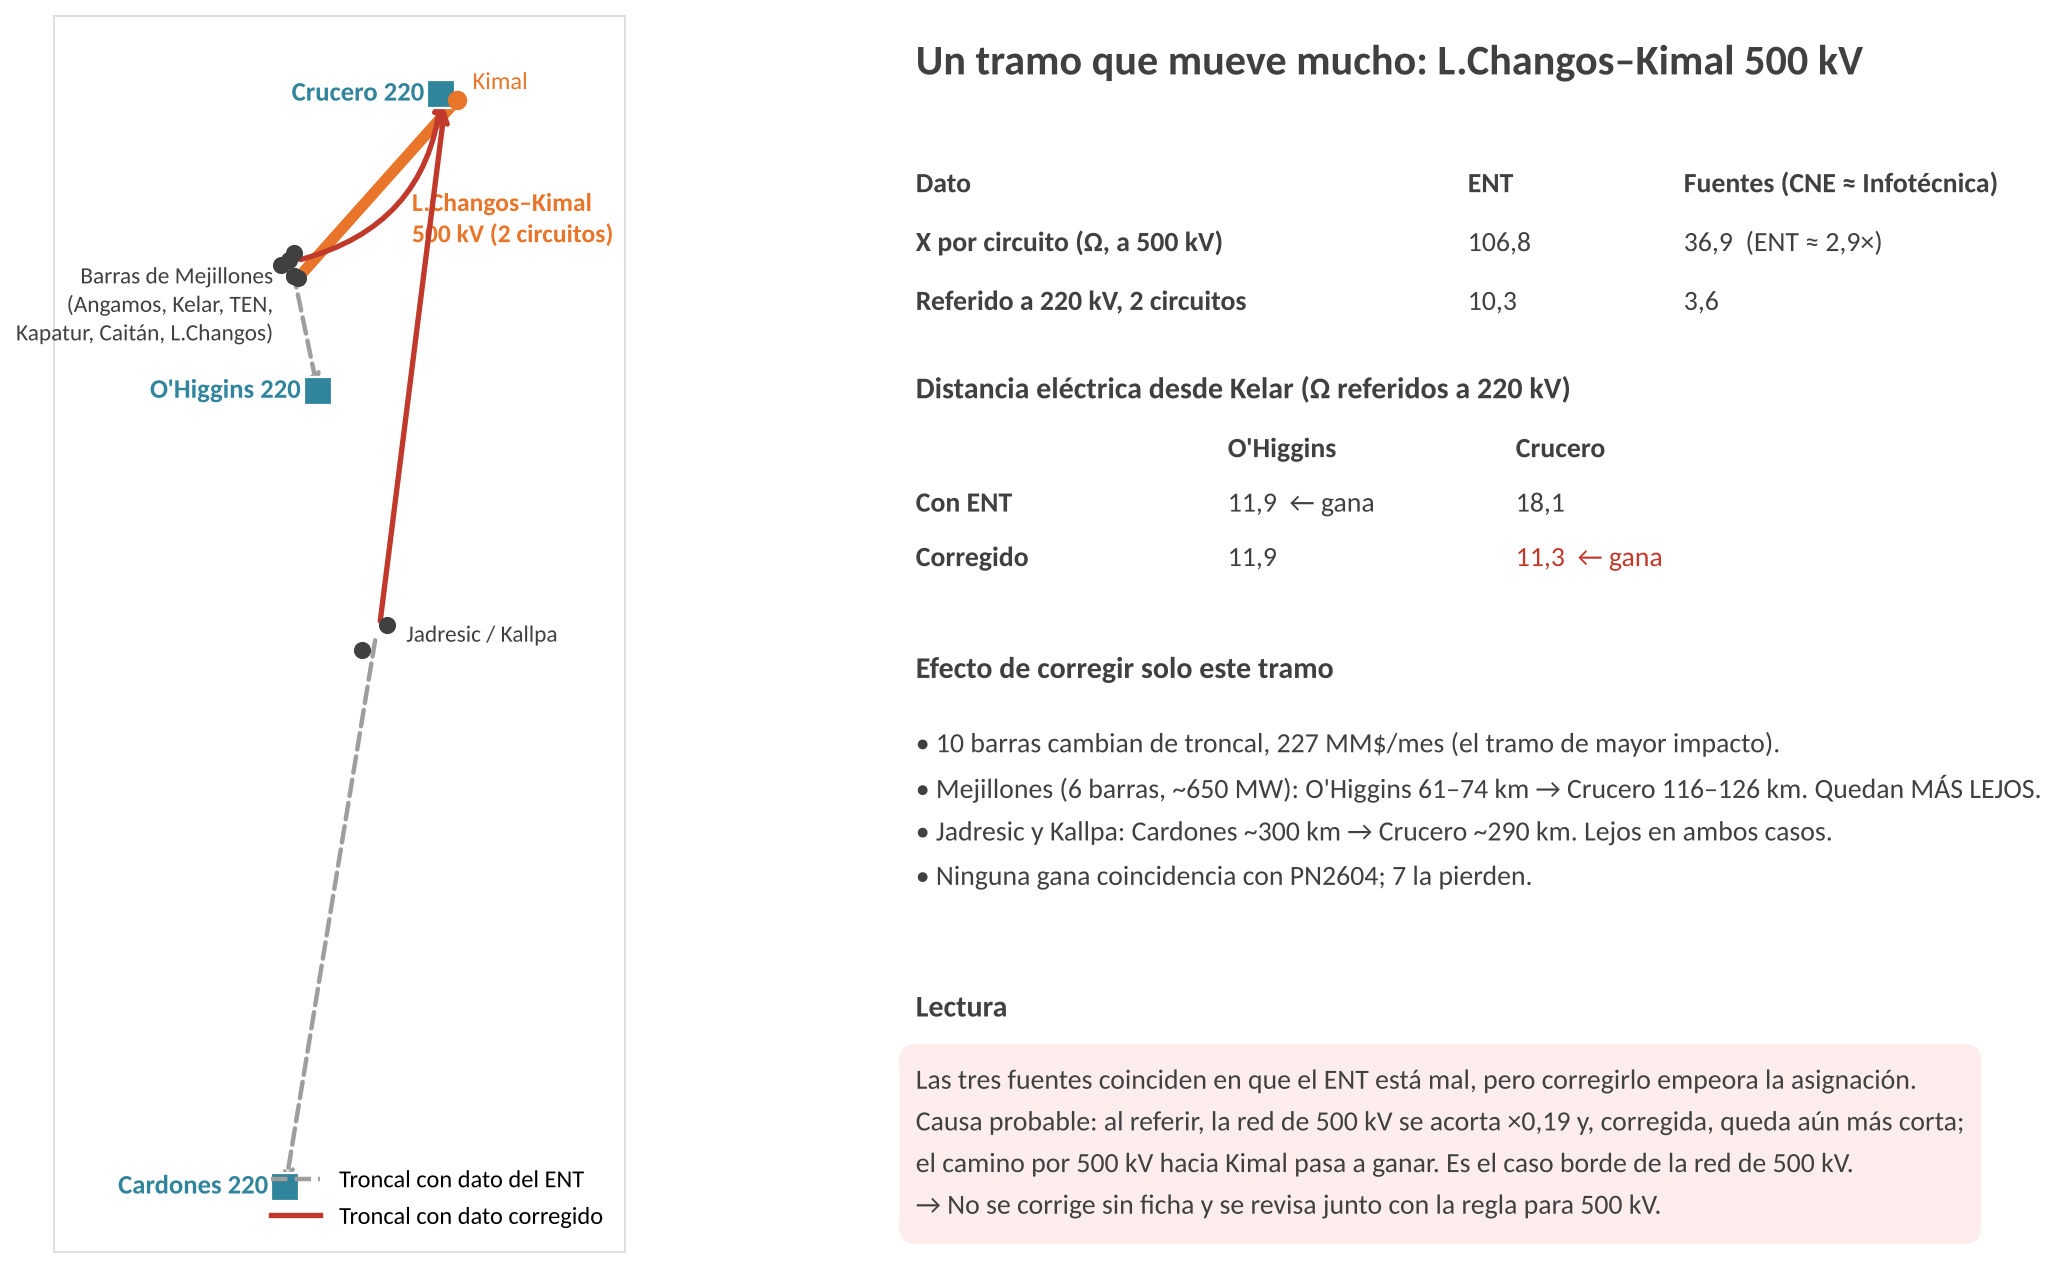 Crucero 220
Kimal
L.Changos–Kimal
500 kV (2 circuitos)
Barras de Mejillones
(Angamos, Kelar, TEN,
Kapatur, Caitán, L.Changos)
O'Higgins 220
Jadresic / Kallpa
Cardones 220
Troncal con dato del ENT
Troncal con dato corregido
Un tramo que mueve mucho: L.Changos–Kimal 500 kV
Dato ENT Fuentes (CNE ≈ Infotécnica)
X por circuito (Ω, a 500 kV) 106,8 36,9 (ENT ≈ 2,9×)
Referido a 220 kV, 2 circuitos 10,3 3,6
Distancia eléctrica desde Kelar (Ω referidos a 220 kV)
O'Higgins Crucero
Con ENT 11,9 ← gana 18,1
Corregido 11,9 11,3 ← gana
Efecto de corregir solo este tramo
• 10 barras cambian de troncal, 227 MM$/mes (el tramo de mayor impacto).
• Mejillones (6 barras, ~650 MW): O'Higgins 61–74 km → Crucero 116–126 km. Quedan MÁS LEJOS.
• Jadresic y Kallpa: Cardones ~300 km → Crucero ~290 km. Lejos en ambos casos.
• Ninguna gana coincidencia con PN2604; 7 la pierden.
Lectura
Las tres fuentes coinciden en que el ENT está mal, pero corregirlo empeora la asignación.
Causa probable: al referir, la red de 500 kV se acorta ×0,19 y, corregida, queda aún más corta;
el camino por 500 kV hacia Kimal pasa a ganar. Es el caso borde de la red de 500 kV.
→ No se corrige sin ficha y se revisa junto con la regla para 500 kV.